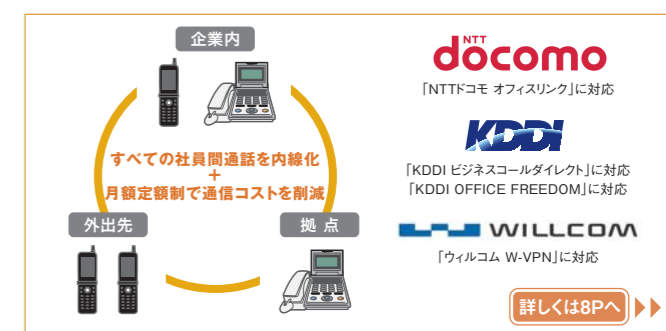 企業内
すべての社員間通話を内線化
+
月額定額制で通信コストを削減
外出先
拠 点
NTT
docomo
「NTTドコモ オフィスリンク」に対応
KDDI
「KDDI ビジネスコールダイレクト」に対応
「KDDI OFFICE FREEDOM」に対応
WILLCOM
「ウィルコム W-VPN」に対応
詳しくは8Pへ